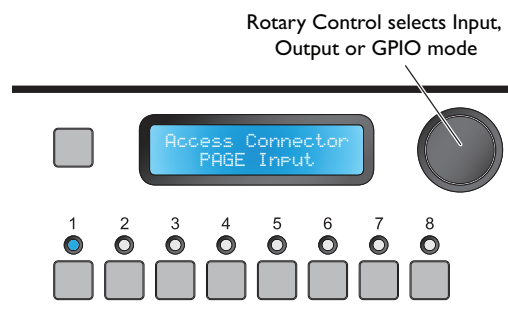 Rotary Control selects Input,
Output or GPIO mode
Access Connector
PAGE Input
1 2 3 4 5 6 7 8